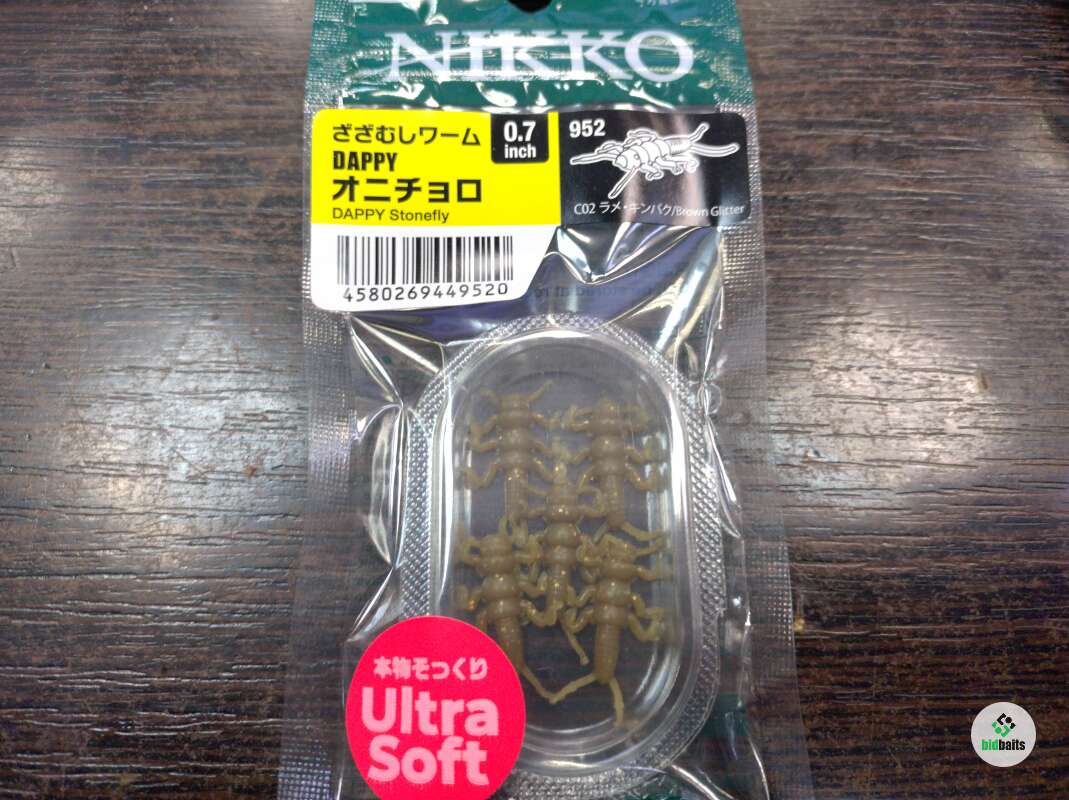 NIKKO
ざざむしワーム
DAPPY
オニチョロ
DAPPY Stonefly
0.7
inch
952
C02 ラメ・キンパク/Brown Glitter
4580269449520
本物そっくり
Ultra
Soft
bidbaits